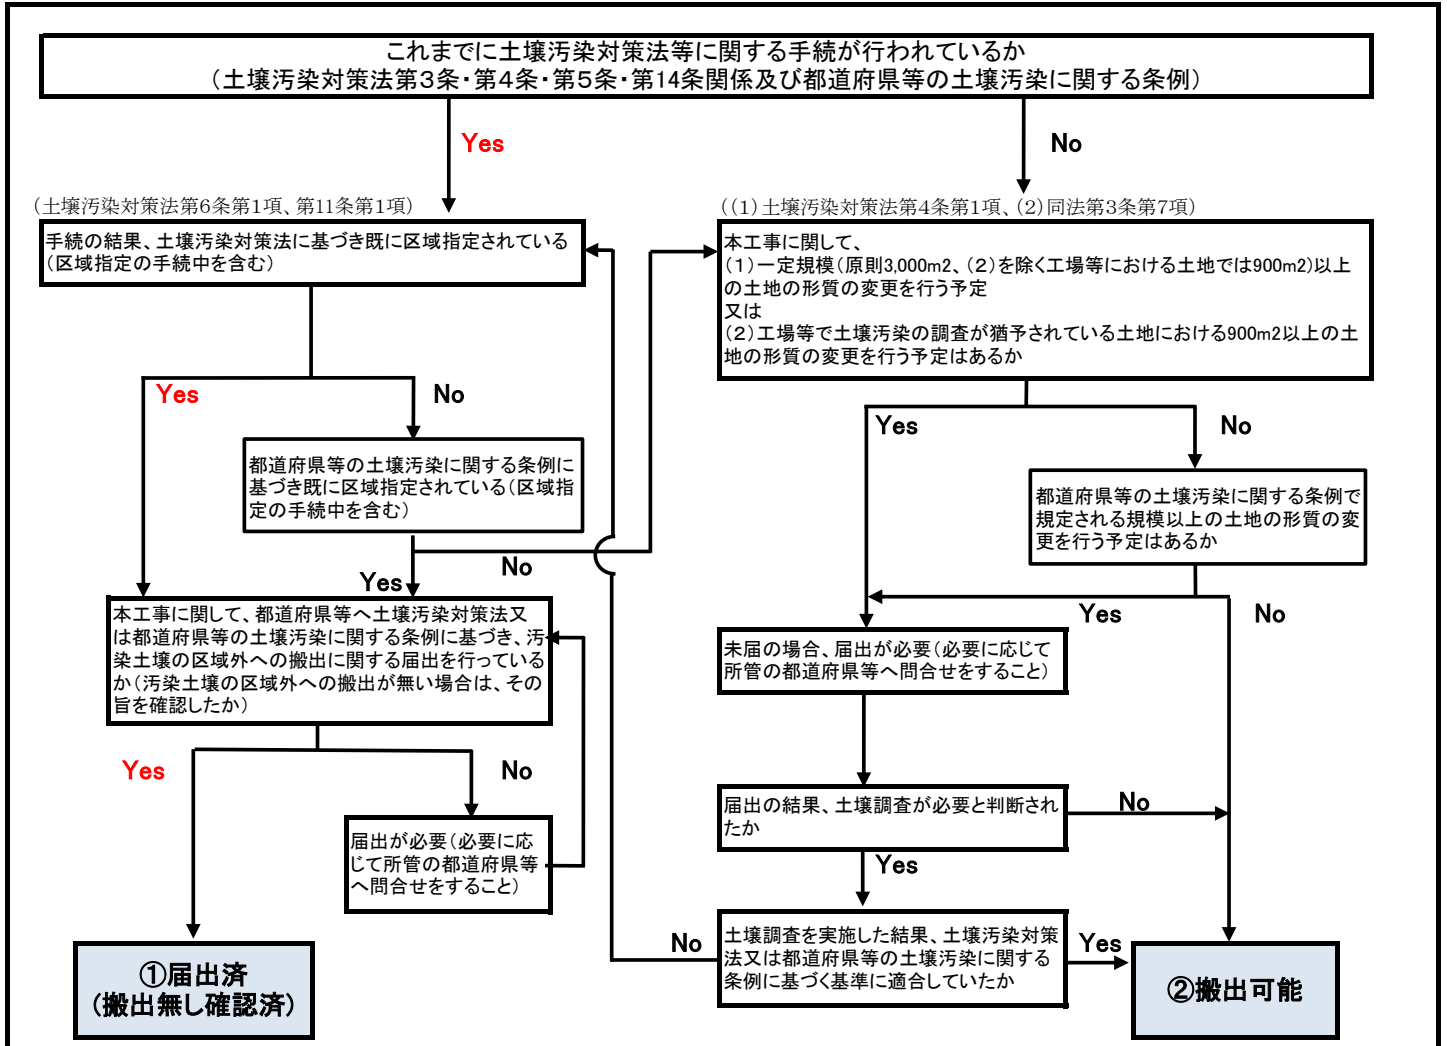 これまでに土壌汚染対策法等に関する手続が行われているか
（土壌汚染対策法第３条・第４条・第５条・第14条関係及び都道府県等の土壌汚染に関する条例）
Yes
No
（土壌汚染対策法第6条第1項、第11条第1項）
手続の結果、土壌汚染対策法に基づき既に区域指定されている
（区域指定の手続中を含む）
（（1）土壌汚染対策法第4条第1項、（2）同法第3条第7項）
本工事に関して、
（１）一定規模（原則3,000m2、（２）を除く工場等における土地では900m2）以上
の土地の形質の変更を行う予定
又は
（２）工場等で土壌汚染の調査が猶予されている土地における900m2以上の土
地の形質の変更を行う予定はあるか
Yes
No
Yes
No
都道府県等の土壌汚染に関する条例に
基づき既に区域指定されている（区域指
定の手続中を含む）
都道府県等の土壌汚染に関する条例で
規定される規模以上の土地の形質の変
更を行う予定はあるか
Yes
No
Yes
No
本工事に関して、都道府県等へ土壌汚染対策法又
は都道府県等の土壌汚染に関する条例に基づき、汚
染土壌の区域外への搬出に関する届出を行っている
か（汚染土壌の区域外への搬出が無い場合は、その
旨を確認したか）
未届の場合、届出が必要（必要に応じて
所管の都道府県等へ問合せをすること）
Yes
No
届出が必要（必要に応
じて所管の都道府県等
へ問合せをすること）
届出の結果、土壌調査が必要と判断され
たか
No
Yes
土壌調査を実施した結果、土壌汚染対策
法又は都道府県等の土壌汚染に関する
条例に基づく基準に適合していたか
No
Yes
①届出済
（搬出無し確認済）
②搬出可能